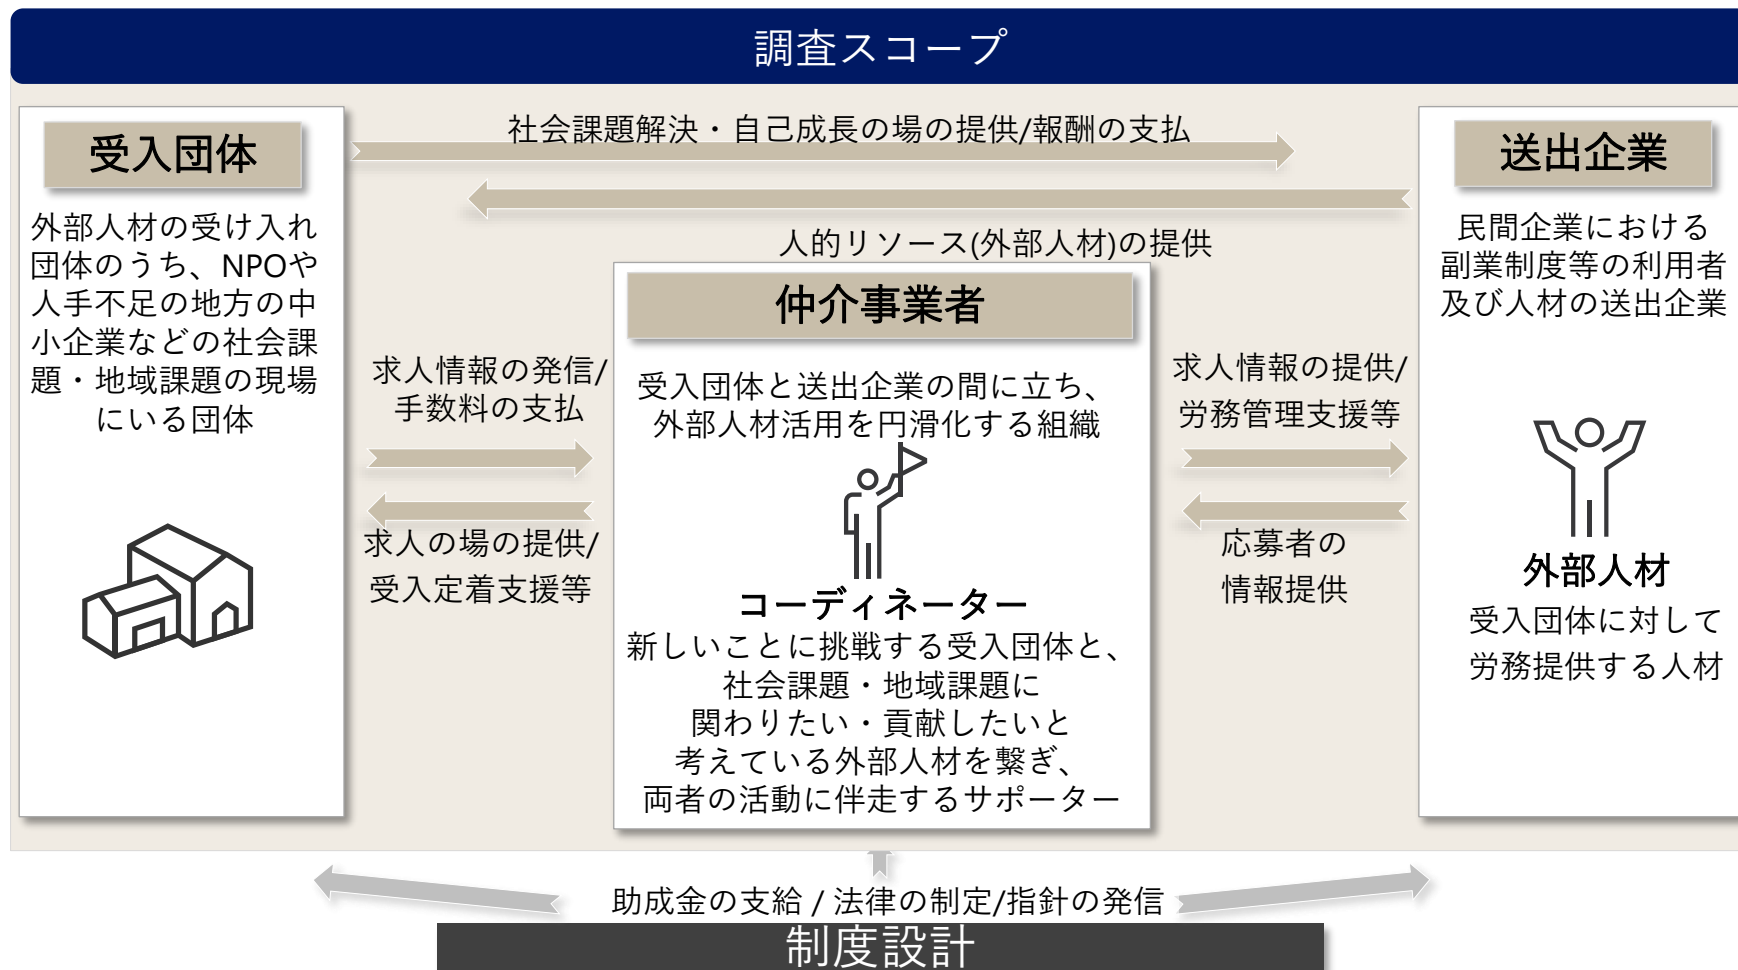 調査スコープ
社会課題解決・自己成長の場の提供/報酬の支払
人的リソース(外部人材)の提供
受入団体
外部人材の受け入れ
団体のうち、NPOや
人手不足の地方の中
小企業などの社会課
題・地域課題の現場
にいる団体
求人情報の発信/
手数料の支払
求人の場の提供/
受入定着支援等
仲介事業者
受入団体と送出企業の間に立ち、
外部人材活用を円滑化する組織
コーディネーター
新しいことに挑戦する受入団体と、
社会課題・地域課題に
関わりたい・貢献したいと
考えている外部人材を繋ぎ、
両者の活動に伴走するサポーター
求人情報の提供/
労務管理支援等
応募者の
情報提供
送出企業
民間企業における
副業制度等の利用者
及び人材の送出企業
外部人材
受入団体に対して
労務提供する人材
助成金の支給 / 法律の制定/指針の発信
制度設計